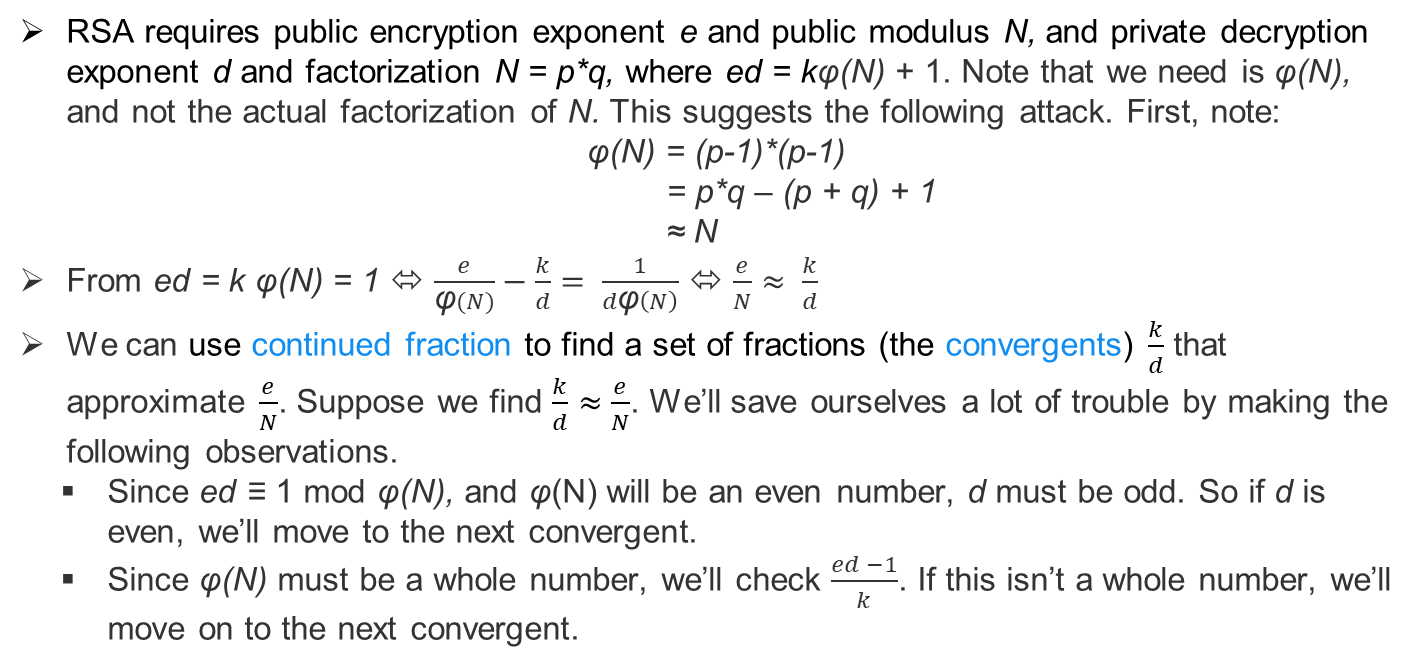 ➢ RSA requires public encryption exponent e and public modulus N, and private decryption
exponent d and factorization N = p*q, where ed = kφ(N) + 1. Note that we need is φ(N),
and not the actual factorization of N. This suggests the following attack. First, note:
φ(N) = (p-1)*(p-1)
= p*q – (p + q) + 1
≈ N
➢ From ed = k φ(N) = 1 ⇔ e/φ(N) − k/d = 1/dφ(N) ⇔ e/N ≈ k/d
➢ We can use continued fraction to find a set of fractions (the convergents) k/d that
approximate e/N. Suppose we find k/d ≈ e/N. We'll save ourselves a lot of trouble by making the
following observations.
▪ Since ed ≡ 1 mod φ(N), and φ(N) will be an even number, d must be odd. So if d is
even, we'll move to the next convergent.
▪ Since φ(N) must be a whole number, we'll check ed −1/k. If this isn't a whole number, we'll
move on to the next convergent.